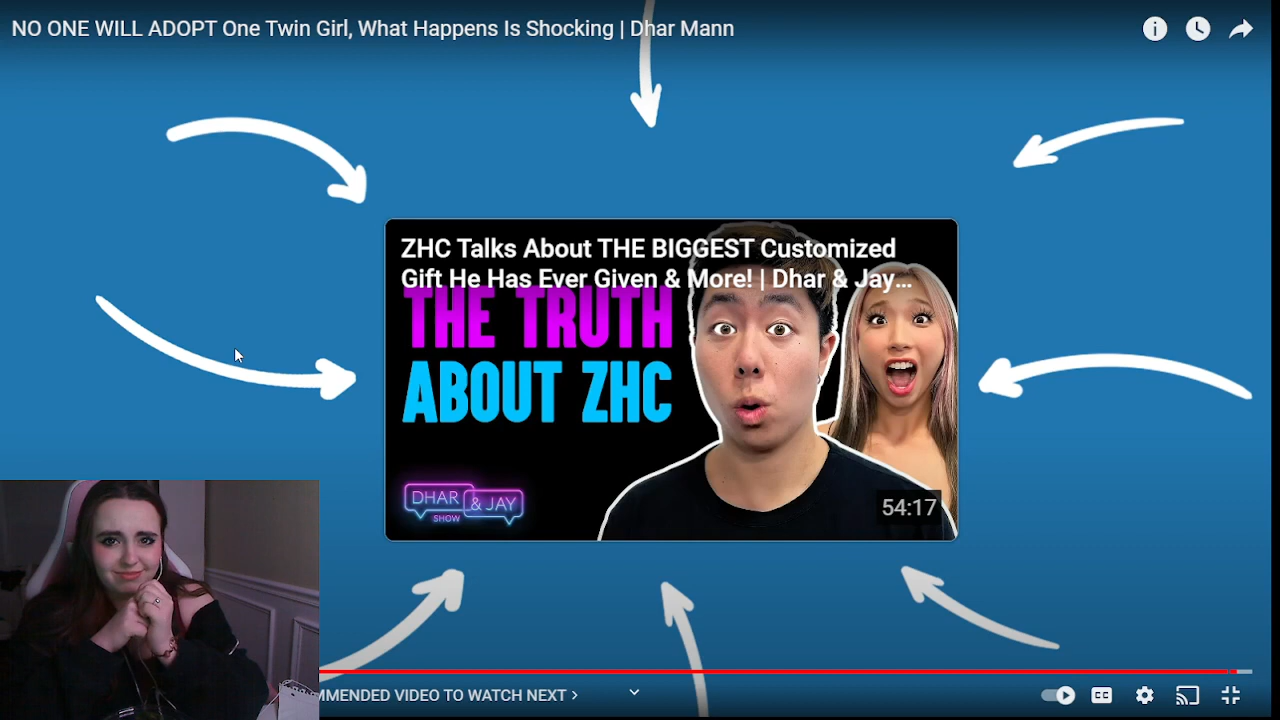 NO ONE WILL ADOPT One Twin Girl, What Happens Is Shocking | Dhar Mann
ZHC Talks About THE BIGGEST Customized
Gift He Has Ever Given & More! | Dhar & Jay...
THE TRUTH
ABOUT ZHC
DHAR & JAY
SHOW
54:17
MMENDED VIDEO TO WATCH NEXT >
CC